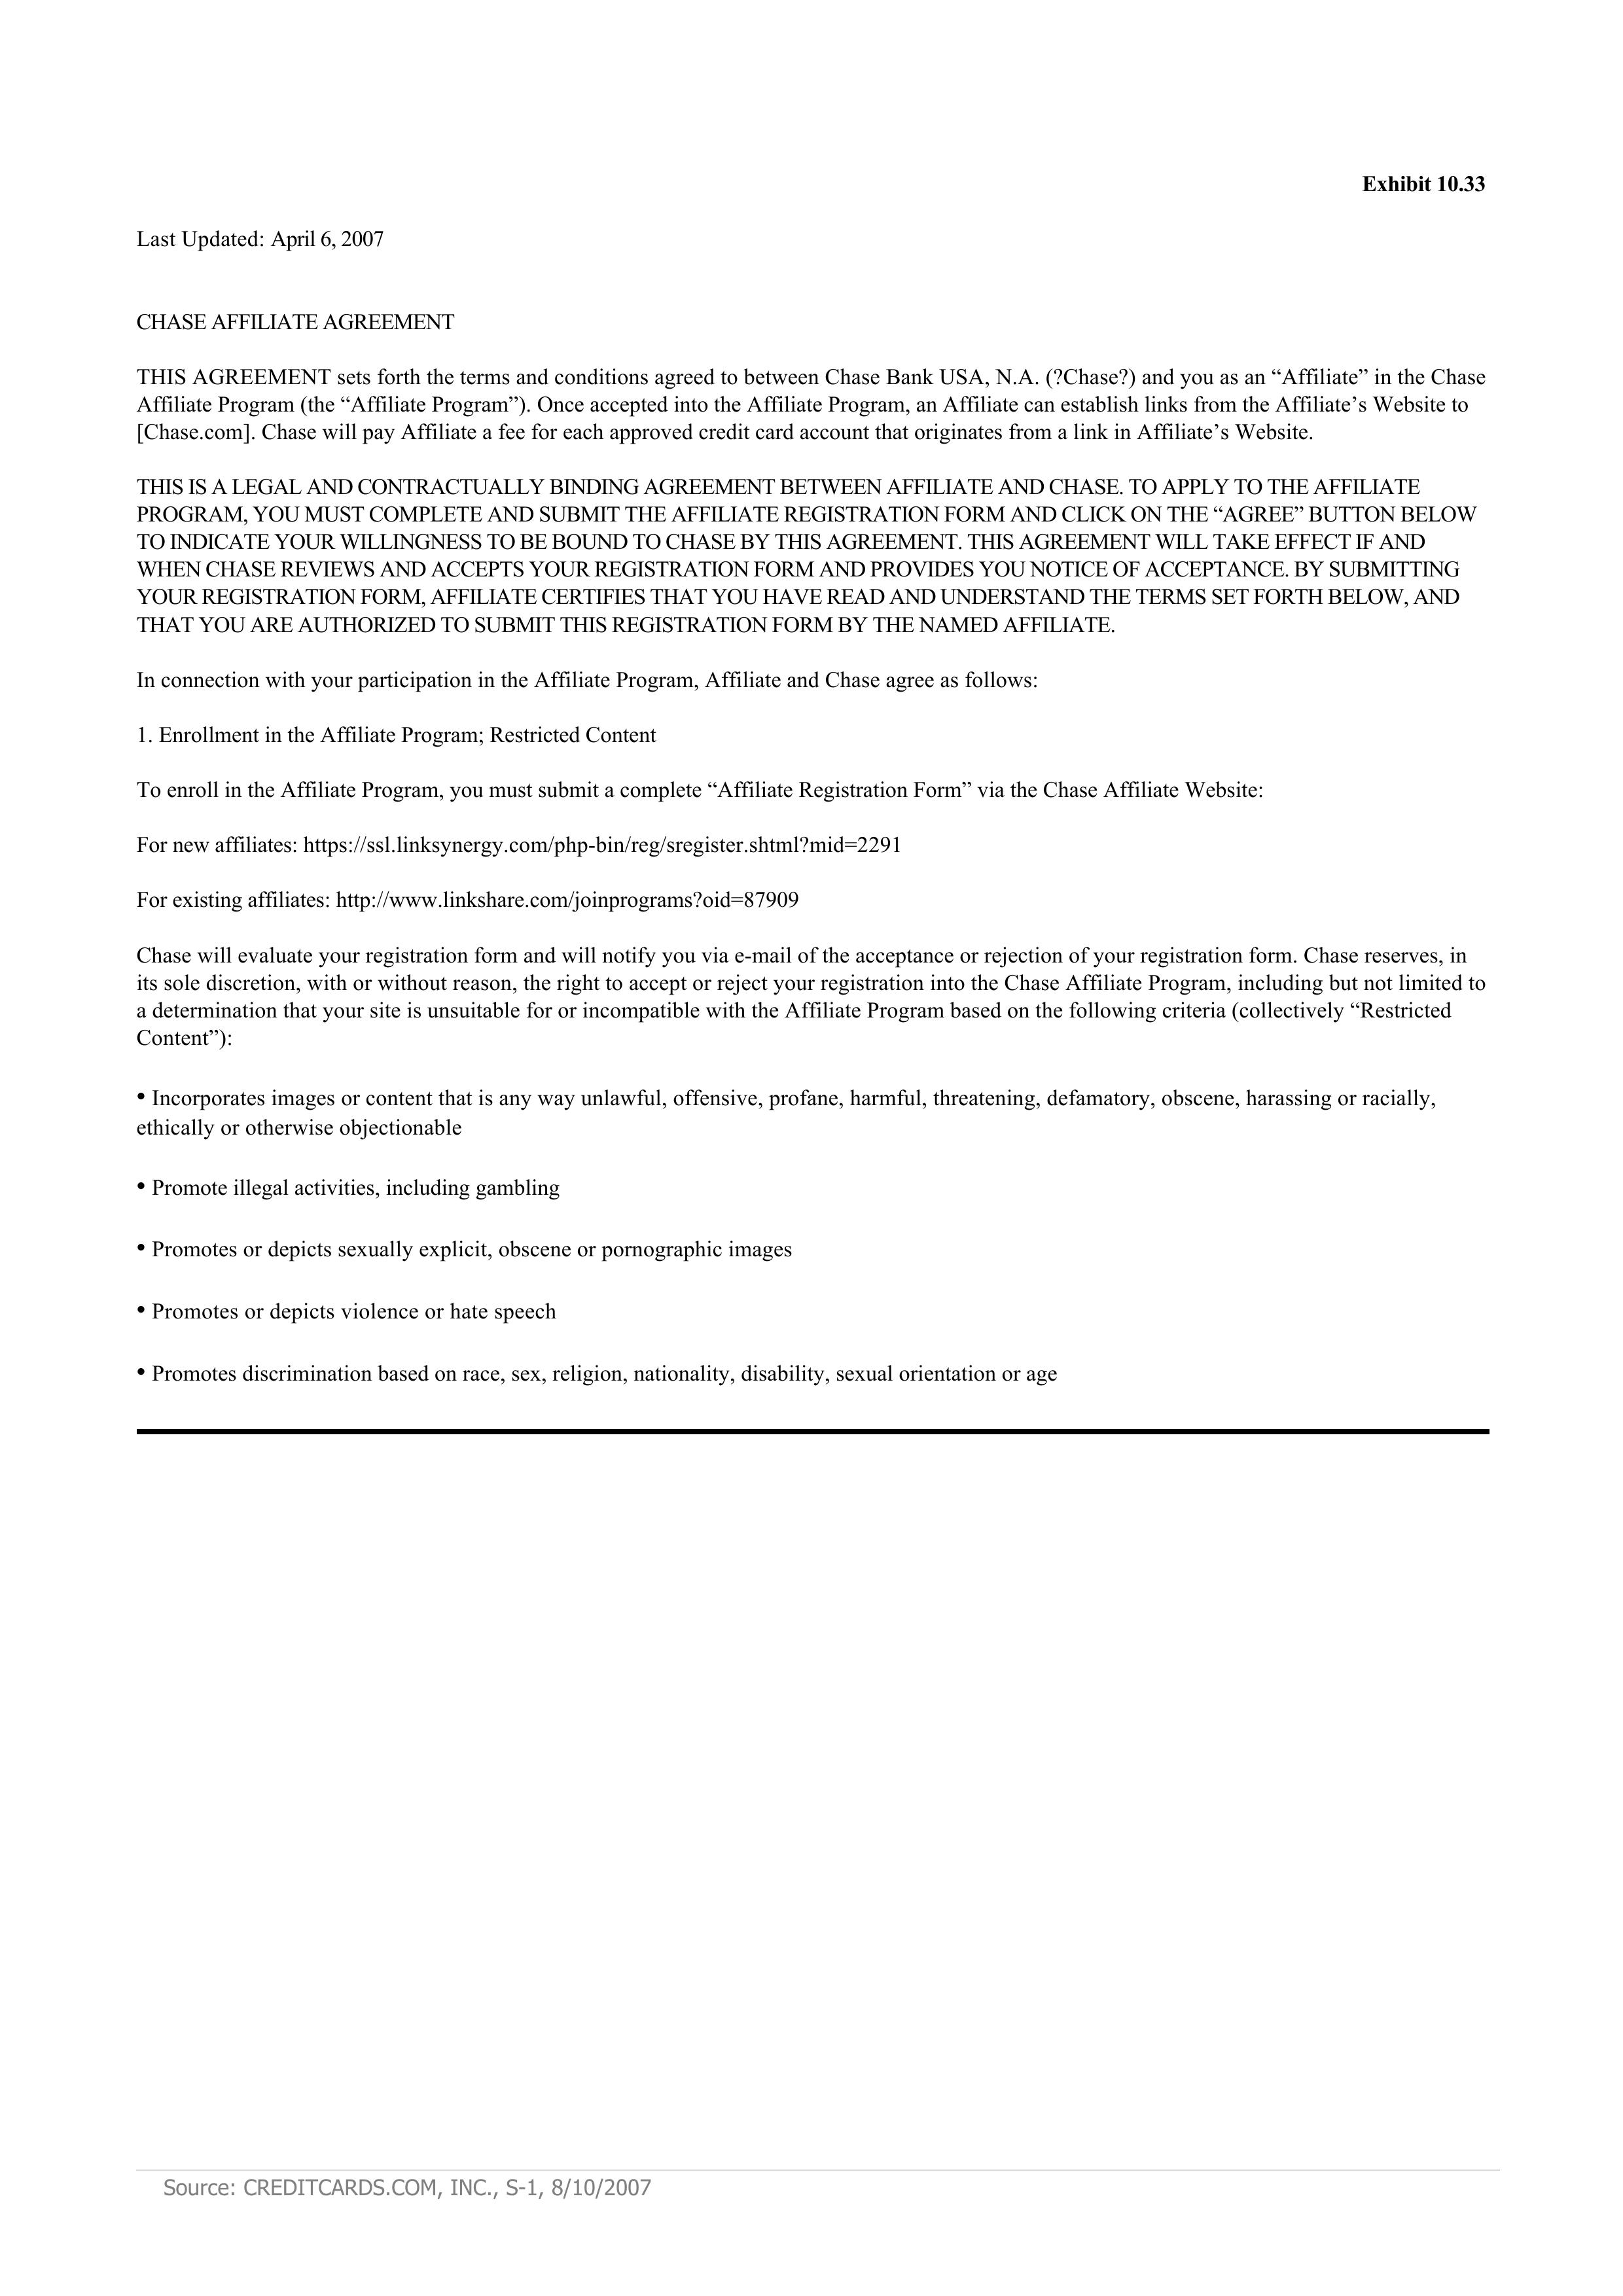 Exhibit 10.33
Last Updated: April 6, 2007
CHASE AFFILIATE AGREEMENT
THIS AGREEMENT sets forth the terms and conditions agreed to between Chase Bank USA, N.A. (?Chase?) and you as an “Affiliate” in the Chase
Affiliate Program (the “Affiliate Program”). Once accepted into the Affiliate Program, an Affiliate can establish links from the Affiliate’s Website to
[Chase.com]. Chase will pay Affiliate a fee for each approved credit card account that originates from a link in Affiliate’s Website.
THIS IS A LEGAL AND CONTRACTUALLY BINDING AGREEMENT BETWEEN AFFILIATE AND CHASE. TO APPLY TO THE AFFILIATE
PROGRAM, YOU MUST COMPLETE AND SUBMIT THE AFFILIATE REGISTRATION FORM AND CLICK ON THE “AGREE” BUTTON BELOW
TO INDICATE YOUR WILLINGNESS TO BE BOUND TO CHASE BY THIS AGREEMENT. THIS AGREEMENT WILL TAKE EFFECT IF AND
WHEN CHASE REVIEWS AND ACCEPTS YOUR REGISTRATION FORM AND PROVIDES YOU NOTICE OF ACCEPTANCE. BY SUBMITTING
YOUR REGISTRATION FORM, AFFILIATE CERTIFIES THAT YOU HAVE READ AND UNDERSTAND THE TERMS SET FORTH BELOW, AND
THAT YOU ARE AUTHORIZED TO SUBMIT THIS REGISTRATION FORM BY THE NAMED AFFILIATE.
In connection with your participation in the Affiliate Program, Affiliate and Chase agree as follows:
1. Enrollment in the Affiliate Program; Restricted Content
To enroll in the Affiliate Program, you must submit a complete “Affiliate Registration Form” via the Chase Affiliate Website:
For new affiliates: https://ssl.linksynergy.com/php-bin/reg/sregister.shtml?mid=2291
For existing affiliates: http://www.linkshare.com/joinprograms?oid=87909
Chase will evaluate your registration form and will notify you via e-mail of the acceptance or rejection of your registration form. Chase reserves, in
its sole discretion, with or without reason, the right to accept or reject your registration into the Chase Affiliate Program, including but not limited to
a determination that your site is unsuitable for or incompatible with the Affiliate Program based on the following criteria (collectively “Restricted
Content”):
• Incorporates images or content that is any way unlawful, offensive, profane, harmful, threatening, defamatory, obscene, harassing or racially,
ethically or otherwise objectionable
• Promote illegal activities, including gambling
• Promotes or depicts sexually explicit, obscene or pornographic images
• Promotes or depicts violence or hate speech
• Promotes discrimination based on race, sex, religion, nationality, disability, sexual orientation or age
Source: CREDITCARDS.COM, INC., S-1, 8/10/2007